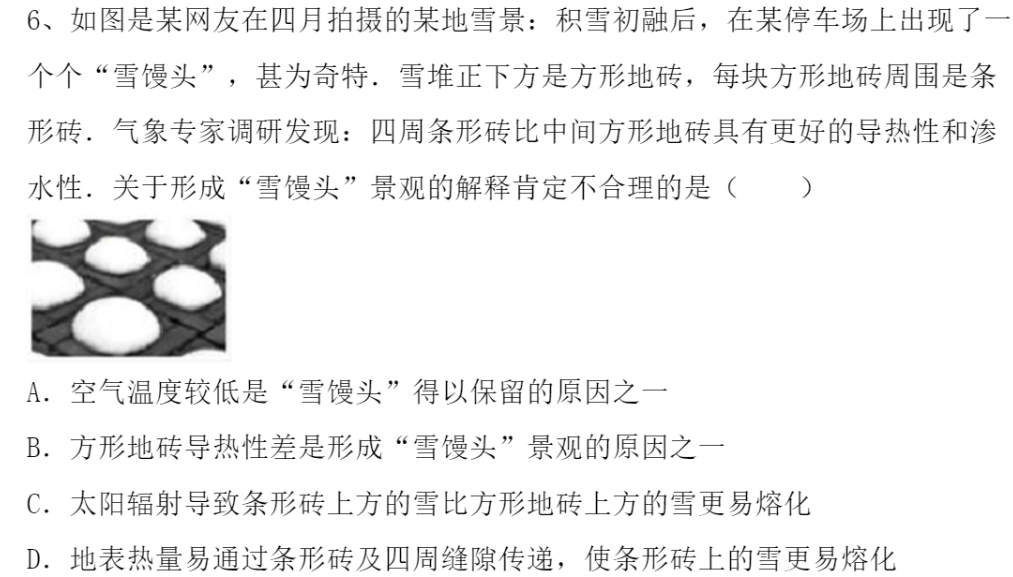 6、如图是某网友在四月拍摄的某地雪景：积雪初融后，在某停车场上出现了一
个个“雪馒头”，甚为奇特．雪堆正下方是方形地砖，每块方形地砖周围是条
形砖．气象专家调研发现：四周条形砖比中间方形地砖具有更好的导热性和渗
水性．关于形成“雪馒头”景观的解释肯定不合理的是（　　）
A．空气温度较低是“雪馒头”得以保留的原因之一
B．方形地砖导热性差是形成“雪馒头”景观的原因之一
C．太阳辐射导致条形砖上方的雪比方形地砖上方的雪更易熔化
D．地表热量易通过条形砖及四周缝隙传递，使条形砖上的雪更易熔化